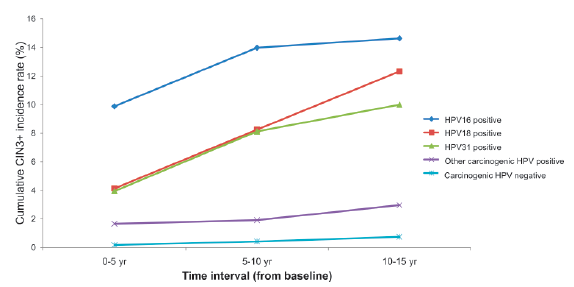 Cumulative CIN3+ incidence rate (%)
16
14
12
10
8
6
4
2
0
0-5 yr
5-10 yr
10-15 yr
Time interval (from baseline)
HPV16 positive
HPV18 positive
HPV31 positive
Other carcinogenic HPV positive
Carcinogenic HPV negative